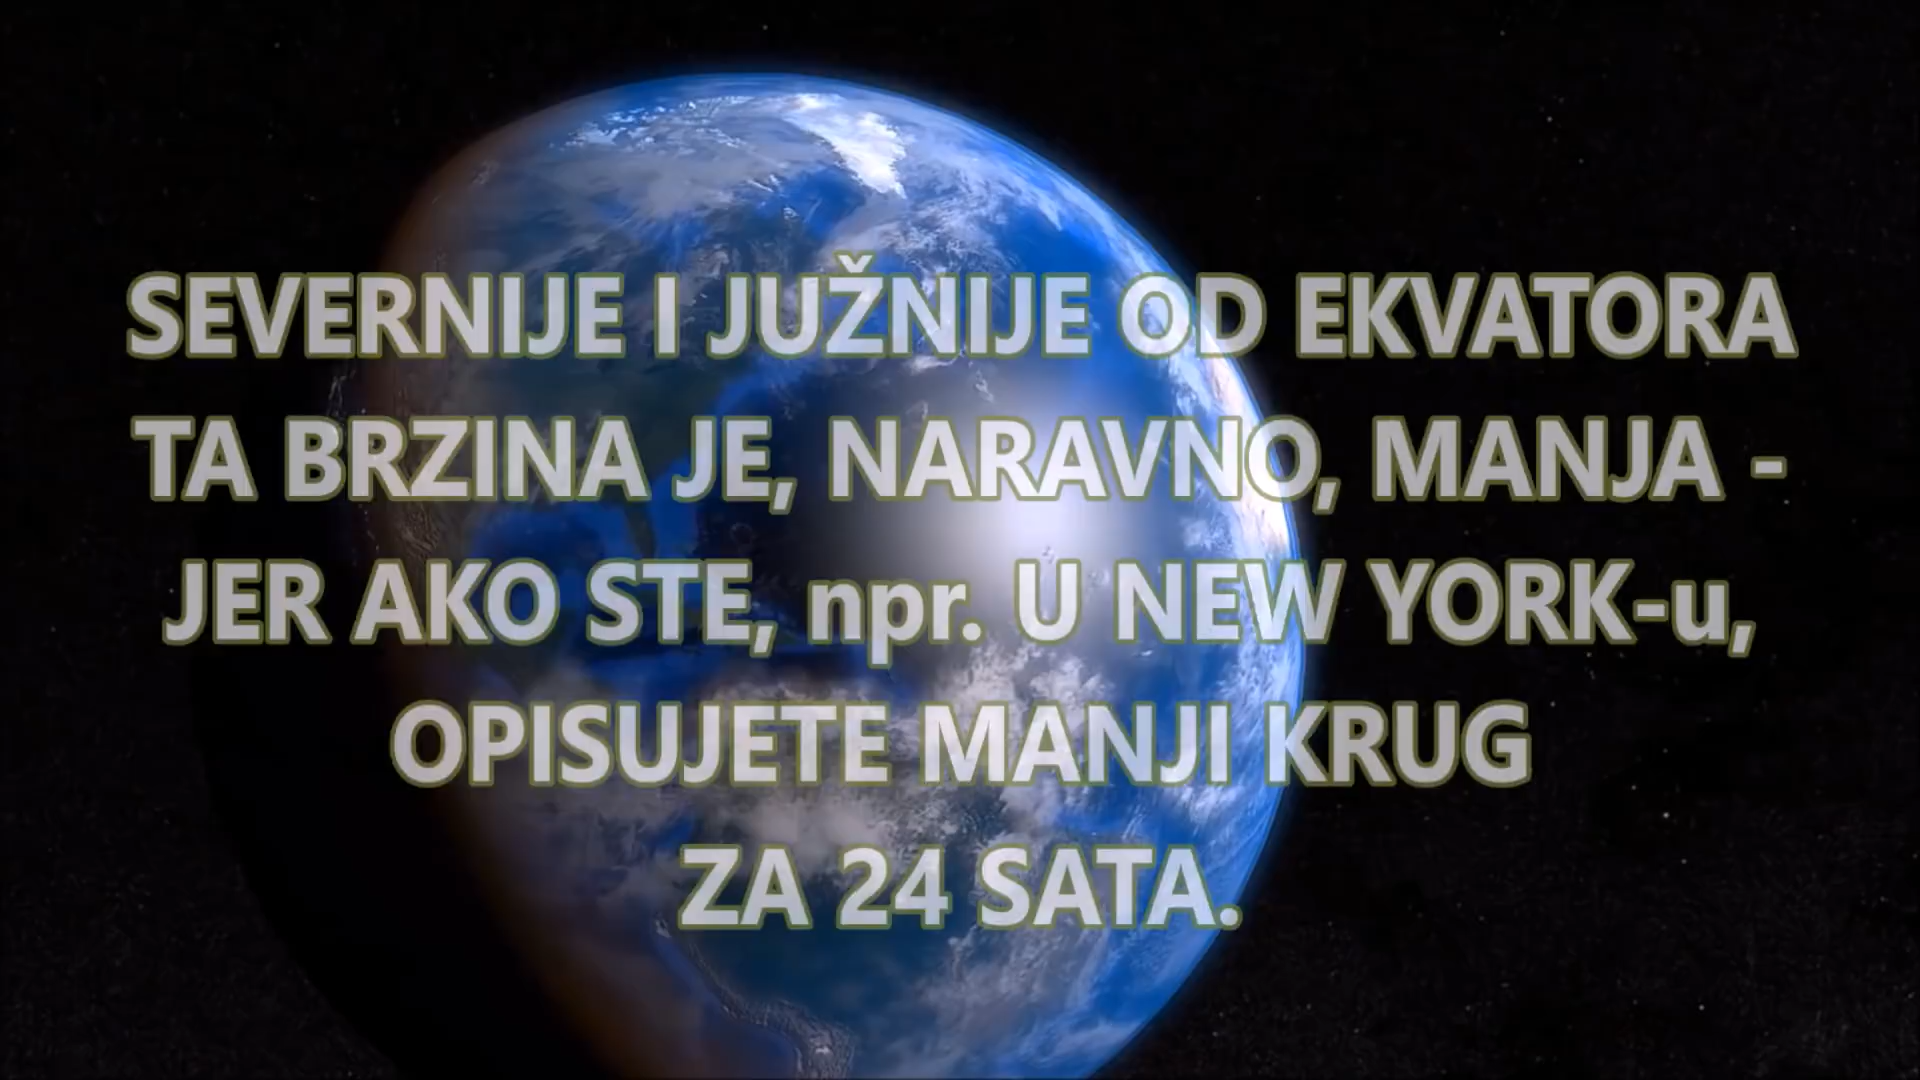 SEVERNIJE I JUŽNIJE OD EKVATORA
TA BRZINA JE, NARAVNO, MANJA -
JER AKO STE, npr. U NEW YORK-u,
OPISUJETE MANJI KRUG
ZA 24 SATA.